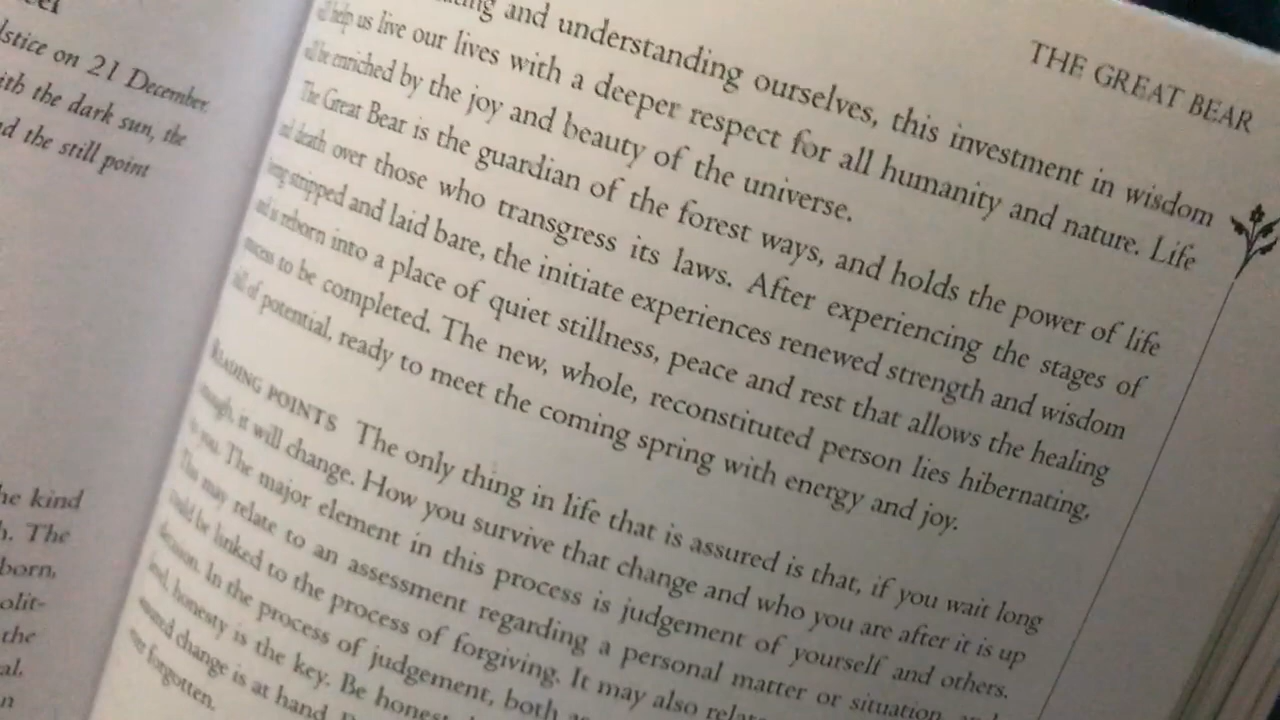 lstice on 21 December.
ith the dark sun, the
d the still point
he kind
h. The
born,
olit-
the
al.
n
THE GREAT BEAR
and understanding ourselves, this investment in wisdom
help us live our lives with a deeper respect for all humanity and nature. Life
be enriched by the joy and beauty of the universe.
The Great Bear is the guardian of the forest ways, and holds the power of life
and death over those who transgress its laws. After experiencing the stages of
being stripped and laid bare, the initiate experiences renewed strength and wisdom
and is reborn into a place of quiet stillness, peace and rest that allows the healing
process to be completed. The new, whole, reconstituted person lies hibernating,
full of potential, ready to meet the coming spring with energy and joy.
READING POINTS The only thing in life that is assured is that, if you wait long
enough, it will change. How you survive that change and who you are after it is up
to you. The major element in this process is judgement of yourself and others.
This may relate to an assessment regarding a personal matter or situation
could be linked to the process of forgiving. It may also
decision. In the process of judgement, both
honesty is the key. Be honest
change is at hand.
forgotten.